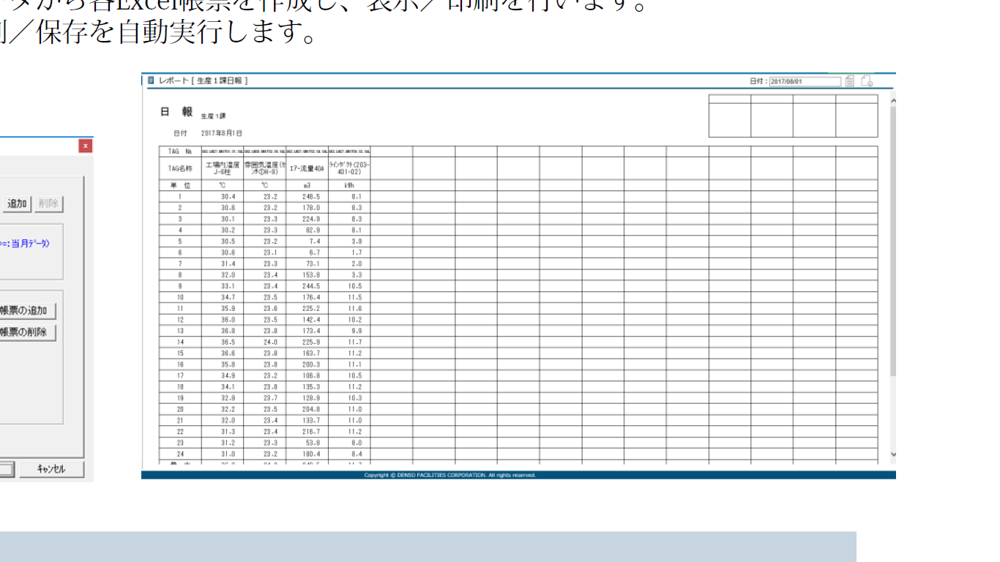 タから各Excel帳票を作成し、表示／印刷を行います。
／保存を自動実行します。
レポート [ 生産１課日報 ]
日付：2017/08/01
日 報 生産1課
日付 2017年8月1日
TAG No.
TAG名称 工場内温度J-6柱 雰囲気温度(ｾﾝｻ①H-9) ｴｱｰ流量40A ﾗｲﾝﾀﾞｸﾄ(203-401-02)
単 位 ℃ ℃ m3 kWh
1 30.4 23.2 248.5 8.1
2 30.6 23.2 178.0 8.3
3 30.1 23.3 224.9 8.3
4 30.2 23.3 82.9 8.1
5 30.5 23.2 7.4 3.9
6 30.6 23.1 6.7 1.7
7 31.4 23.3 73.1 2.0
8 32.0 23.4 153.8 3.3
9 33.1 23.4 244.5 10.5
10 34.7 23.5 176.4 11.5
11 35.9 23.6 225.2 11.6
12 36.0 23.5 142.4 10.2
13 36.8 23.8 173.4 9.9
14 36.5 24.0 225.9 11.7
15 36.6 23.8 163.7 11.2
16 35.8 23.8 200.3 11.1
17 34.9 23.2 106.8 10.5
18 34.1 23.8 135.3 11.2
19 32.9 23.7 128.9 10.3
20 32.2 23.5 204.8 11.0
21 32.0 23.4 133.7 11.0
22 31.3 23.4 216.7 11.2
23 31.2 23.3 53.8 8.0
24 31.0 23.2 180.4 8.4
Copyright © DENSO FACILITIES CORPORATION. All rights reserved.
x
追加 削除
>=:当月ﾃﾞｰﾀ)
帳票の追加
帳票の削除
ｷｬﾝｾﾙ